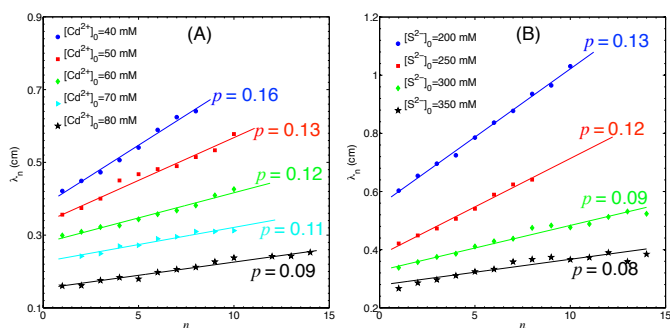 (A)
[Cd²⁺]₀=40 mM
[Cd²⁺]₀=50 mM
[Cd²⁺]₀=60 mM
[Cd²⁺]₀=70 mM
[Cd²⁺]₀=80 mM
p = 0.16
p = 0.13
p = 0.12
p = 0.11
p = 0.09
λₙ (cm)
0.9
0.7
0.5
0.3
0.1
0
5
10
15
n
(B)
[S²⁻]₀=200 mM
[S²⁻]₀=250 mM
[S²⁻]₀=300 mM
[S²⁻]₀=350 mM
p = 0.13
p = 0.12
p = 0.09
p = 0.08
λₙ (cm)
1.2
1
0.8
0.6
0.4
0.2
0
5
10
15
n